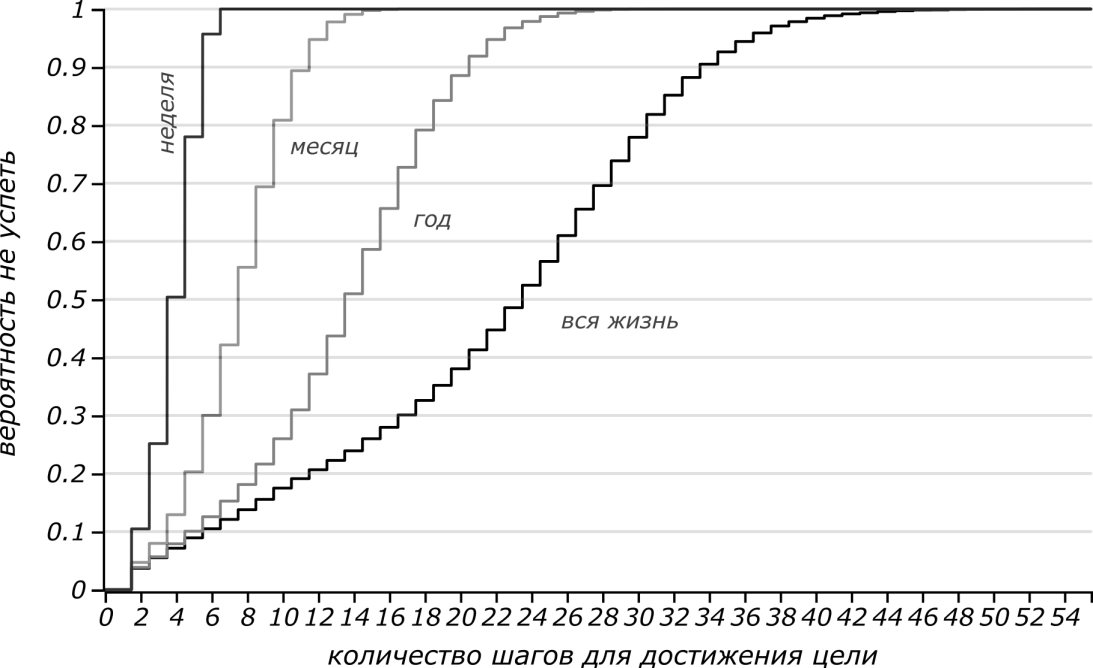 1
0.9
0.8
0.7
0.6
0.5
0.4
0.3
0.2
0.1
0
вероятность не успеть
неделя
месяц
год
вся жизнь
0 2 4 6 8 10 12 14 16 18 20 22 24 26 28 30 32 34 36 38 40 42 44 46 48 50 52 54
количество шагов для достижения цели